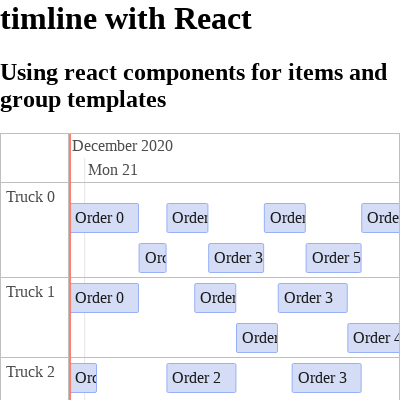 timline with React
Using react components for items and
group templates
December 2020
Mon 21
Truck 0
Order 0
Order
Order
Orde
Ord
Order 3
Order 5
Truck 1
Order 0
Order
Order 3
Order
Order 4
Truck 2
Ord
Order 2
Order 3